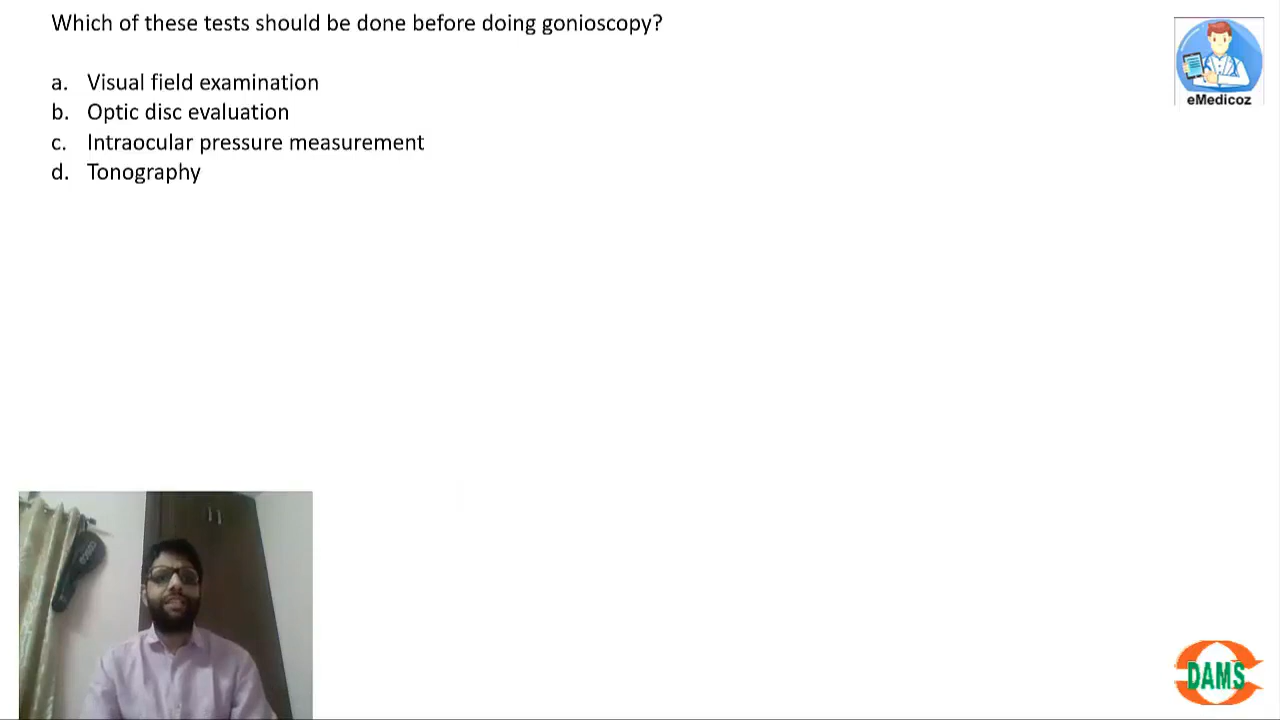 Which of these tests should be done before doing gonioscopy?
a. Visual field examination
b. Optic disc evaluation
c. Intraocular pressure measurement
d. Tonography
eMedicoz
DAMS